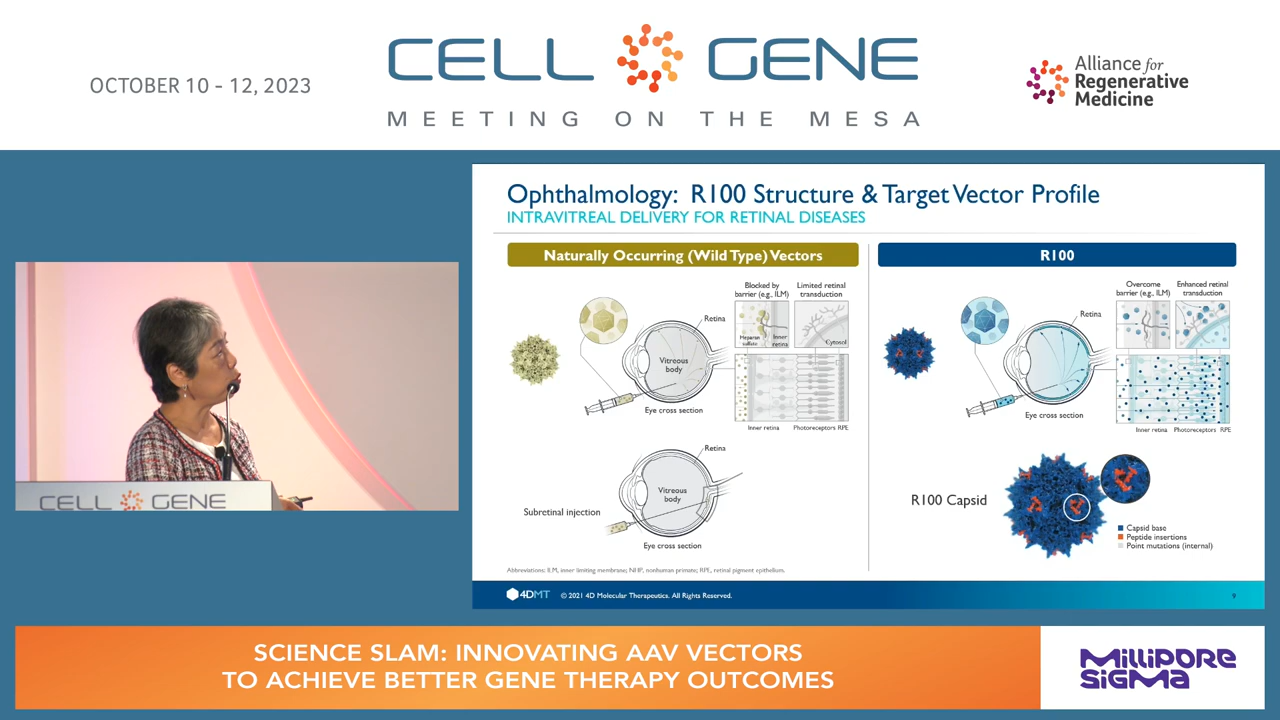 OCTOBER 10 - 12, 2023
CELL GENE
MEETING ON THE MESA
Alliance for
Regenerative
Medicine
Ophthalmology: R100 Structure & Target Vector Profile
INTRAVITREAL DELIVERY FOR RETINAL DISEASES
Naturally Occurring (Wild Type) Vectors
Blocked by
barrier (e.g., ILM)
Limited retinal
transduction
Retina
Vitreous
body
Heparan
sulfate
Inner
retina
Cytosol
Eye cross section
Inner retina
Photoreceptors RPE
Retina
Vitreous
body
Subretinal injection
Eye cross section
R100
Overcome
barrier (e.g., ILM)
Enhanced retinal
transduction
Retina
Eye cross section
Inner retina Photoreceptors RPE
R100 Capsid
Capsid base
Peptide insertions
Point mutations (internal)
Abbreviations: ILM, inner limiting membrane; NHP, nonhuman primate; RPE, retinal pigment epithelium.
4DMT © 2021 4D Molecular Therapeutics. All Rights Reserved.
9
CELL GENE
SCIENCE SLAM: INNOVATING AAV VECTORS
TO ACHIEVE BETTER GENE THERAPY OUTCOMES
Millipore
Sigma